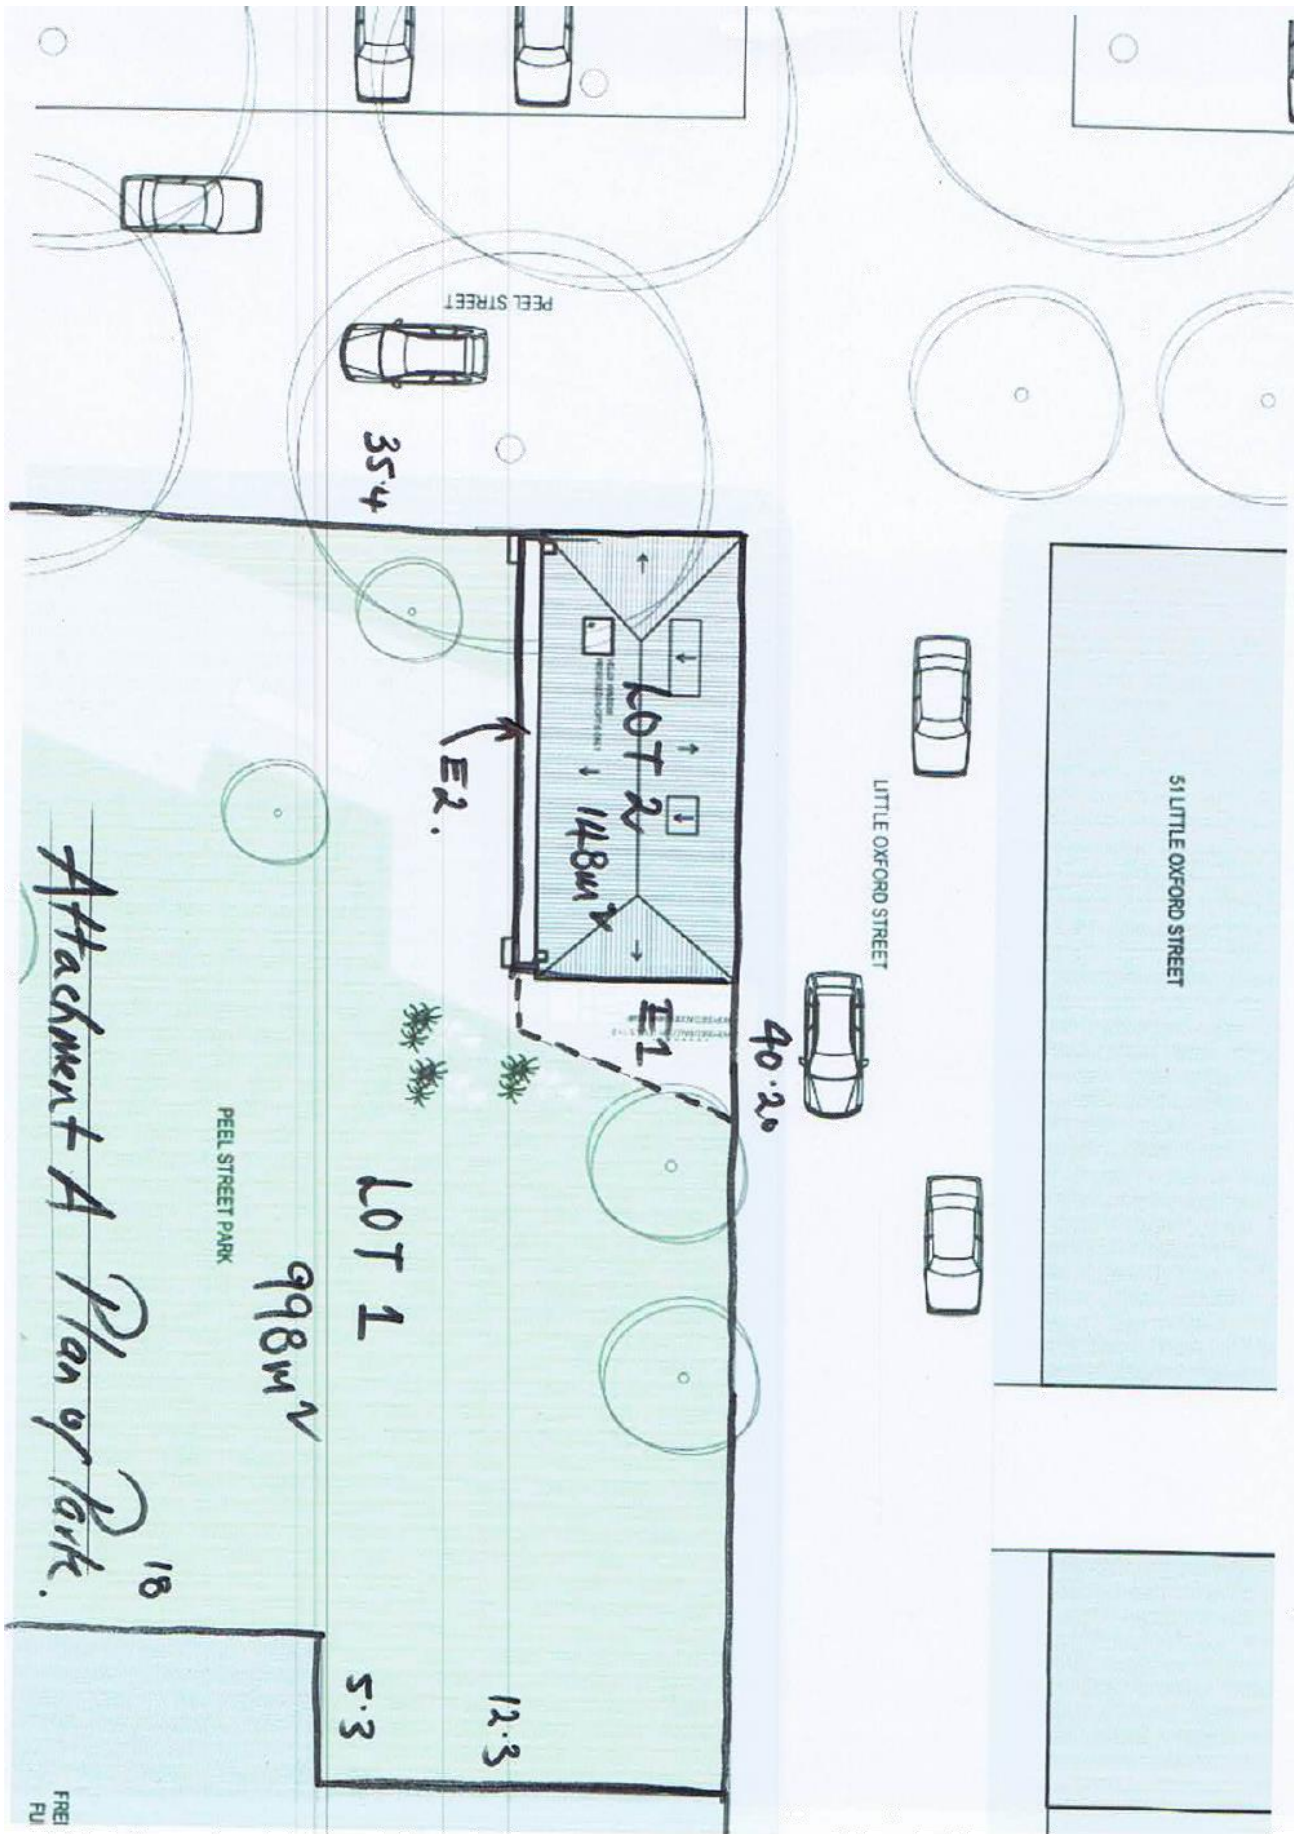 PEEL STREET
35.4
LOT 2
148m²
E2.
E1
LITTLE OXFORD STREET
51 LITTLE OXFORD STREET
40.20
PEEL STREET PARK
LOT 1
998m²
18
5.3
12.3
Attachment A Plan of Park.